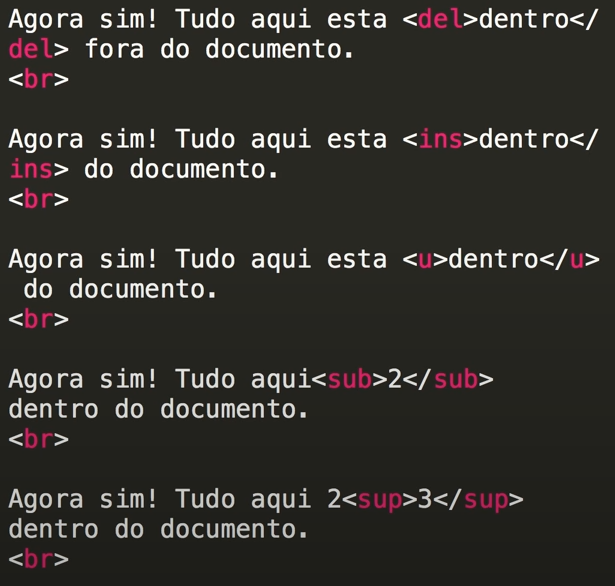 Agora sim! Tudo aqui esta <del>dentro</
del> fora do documento.
<br>
Agora sim! Tudo aqui esta <ins>dentro</
ins> do documento.
<br>
Agora sim! Tudo aqui esta <u>dentro</u>
do documento.
<br>
Agora sim! Tudo aqui<sub>2</sub>
dentro do documento.
<br>
Agora sim! Tudo aqui 2<sup>3</sup>
dentro do documento.
<br>